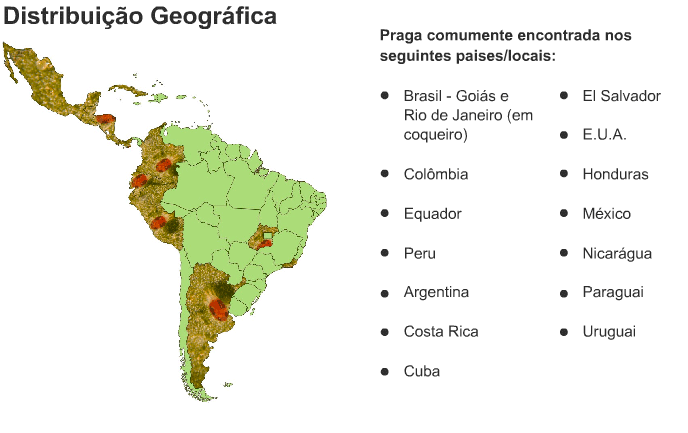 Distribuição Geográfica
Praga comumente encontrada nos
seguintes paises/locais:
Brasil - Goiás e
Rio de Janeiro (em
coqueiro)
Colômbia
Equador
Peru
Argentina
Costa Rica
Cuba
El Salvador
E.U.A.
Honduras
México
Nicarágua
Paraguai
Uruguai